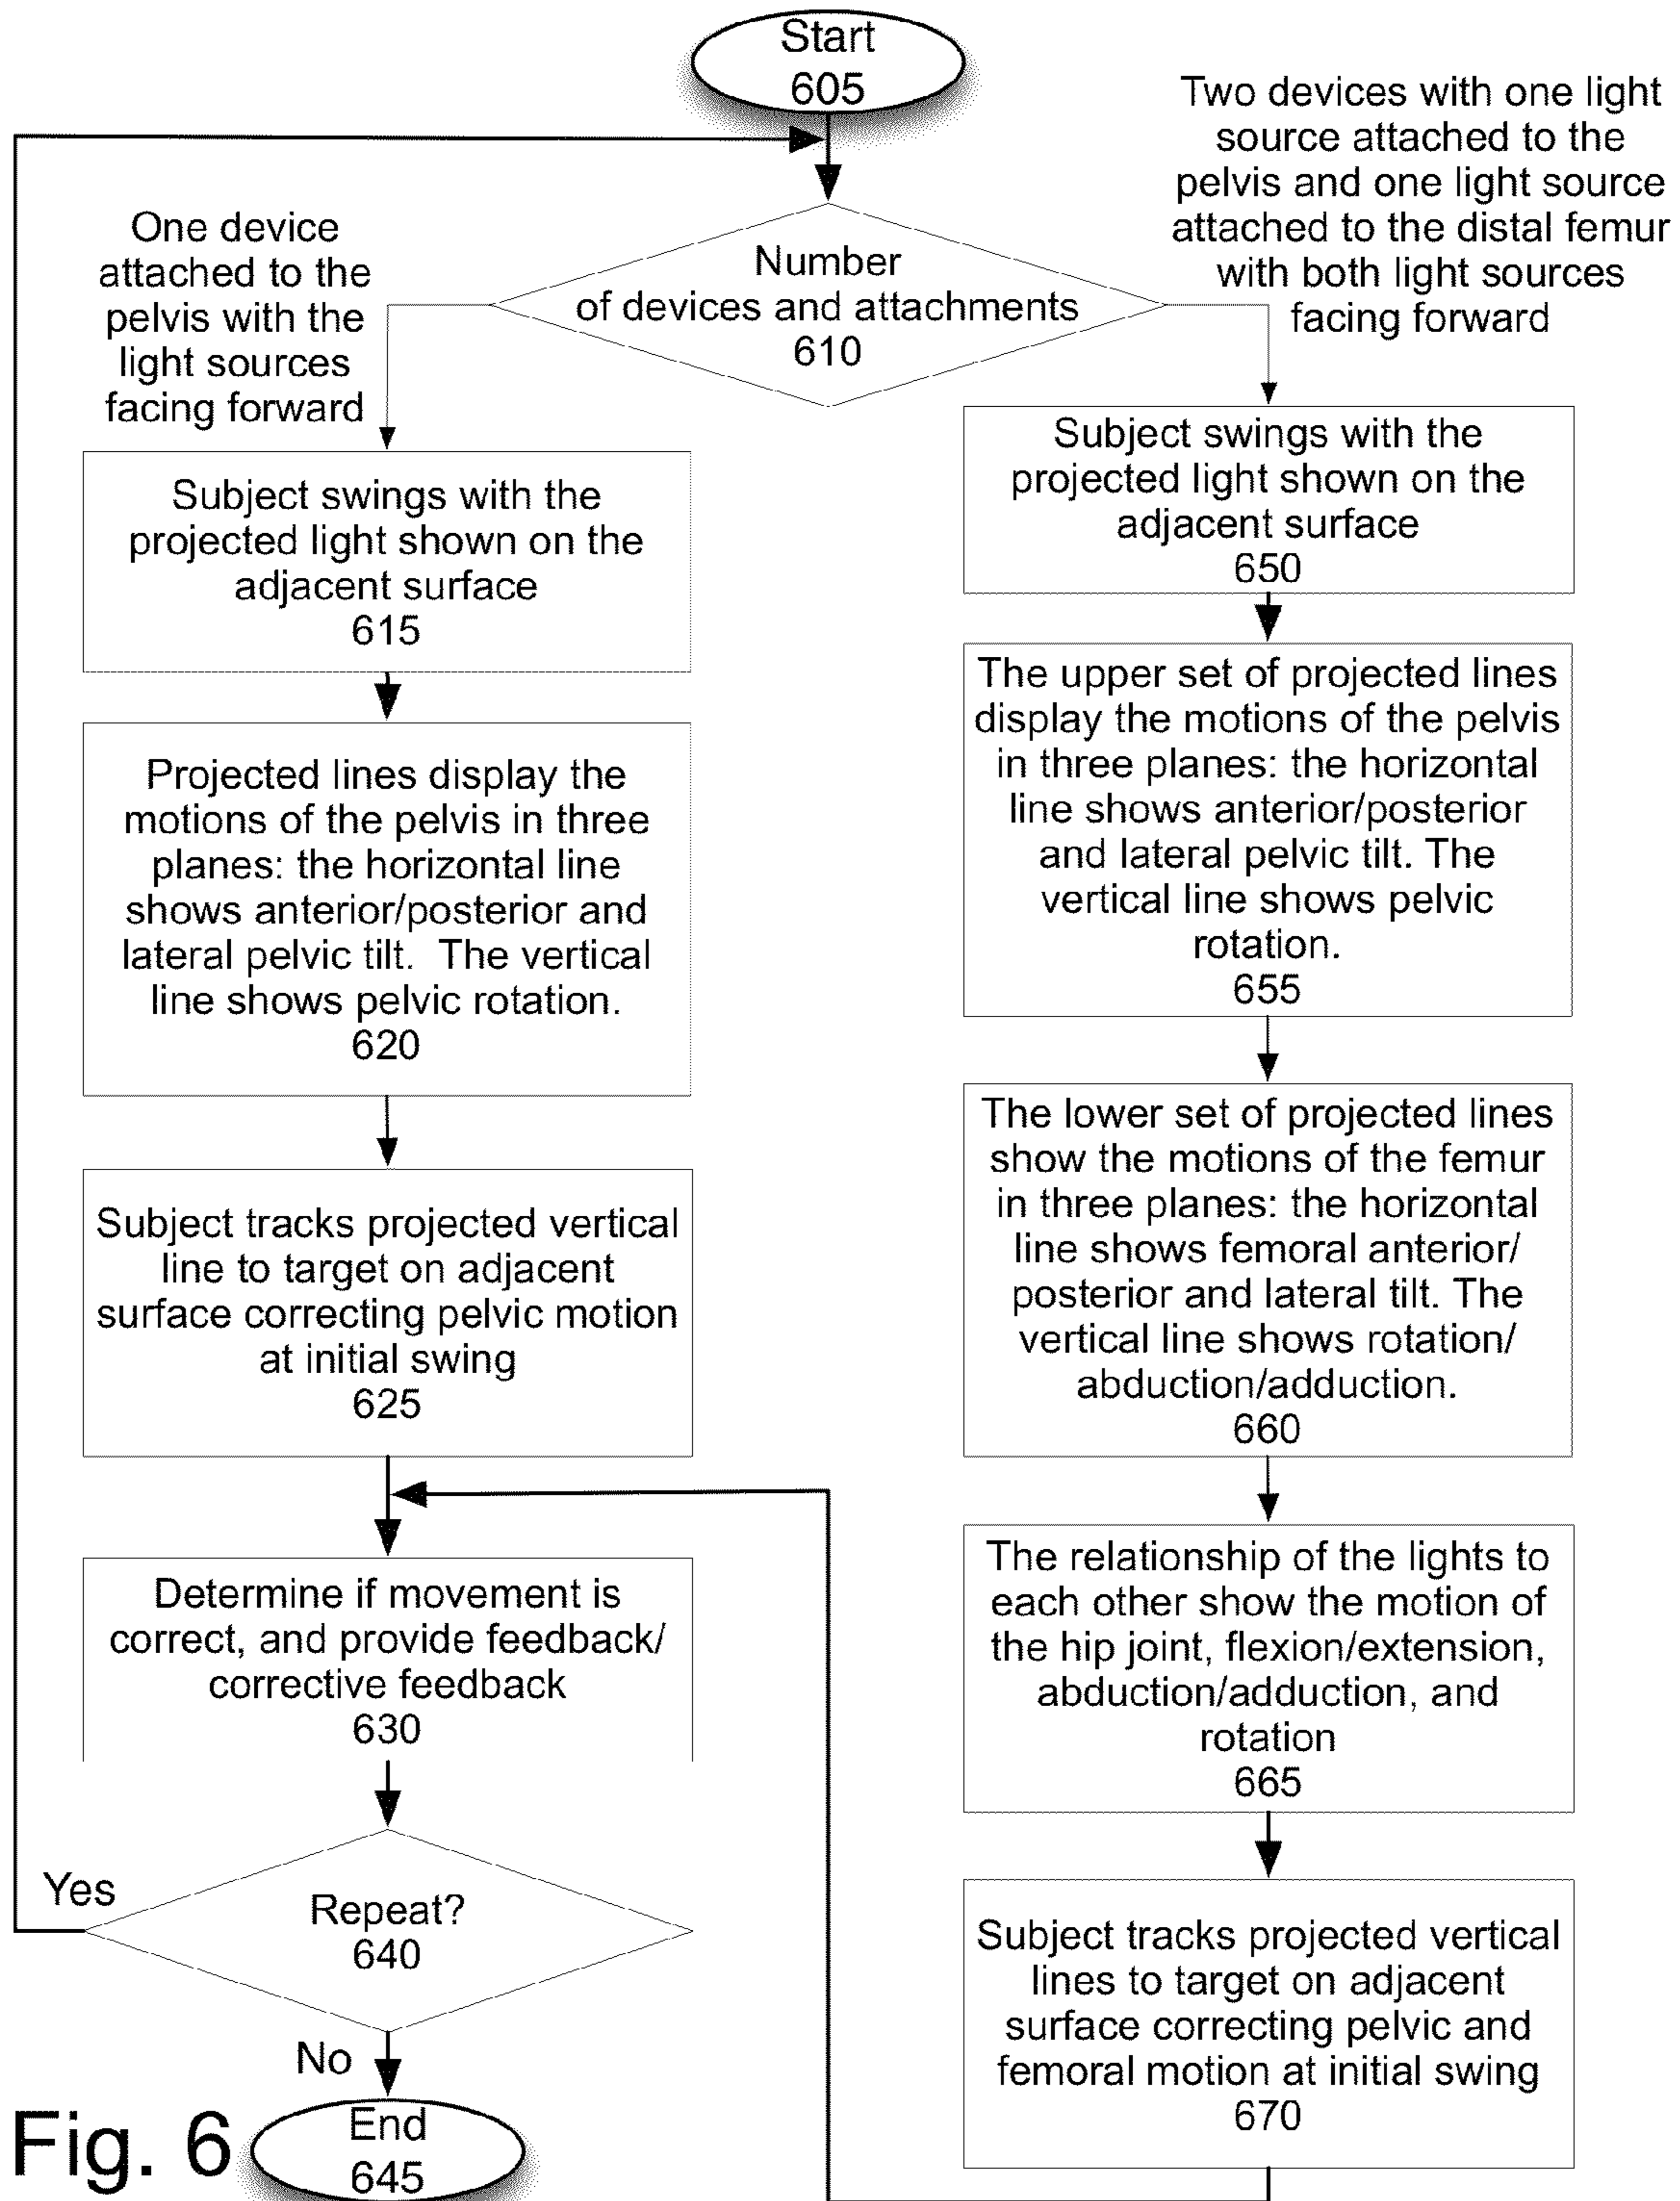 Start
605
Two devices with one light
source attached to the
pelvis and one light source
attached to the distal femur
with both light sources
facing forward
One device
attached to the
pelvis with the
light sources
facing forward
Number
of devices and attachments
610
Subject swings with the
projected light shown on the
adjacent surface
615
Projected lines display the
motions of the pelvis in three
planes: the horizontal line
shows anterior/posterior and
lateral pelvic tilt. The vertical
line shows pelvic rotation.
620
Subject tracks projected vertical
line to target on adjacent
surface correcting pelvic motion
at initial swing
625
Determine if movement is
correct, and provide feedback/
corrective feedback
630
Yes
Repeat?
640
No
End
645
Subject swings with the
projected light shown on the
adjacent surface
650
The upper set of projected lines
display the motions of the pelvis
in three planes: the horizontal
line shows anterior/posterior
and lateral pelvic tilt. The
vertical line shows pelvic
rotation.
655
The lower set of projected lines
show the motions of the femur
in three planes: the horizontal
line shows femoral anterior/
posterior and lateral tilt. The
vertical line shows rotation/
abduction/adduction.
660
The relationship of the lights to
each other show the motion of
the hip joint, flexion/extension,
abduction/adduction, and
rotation
665
Subject tracks projected vertical
lines to target on adjacent
surface correcting pelvic and
femoral motion at initial swing
670
Fig. 6